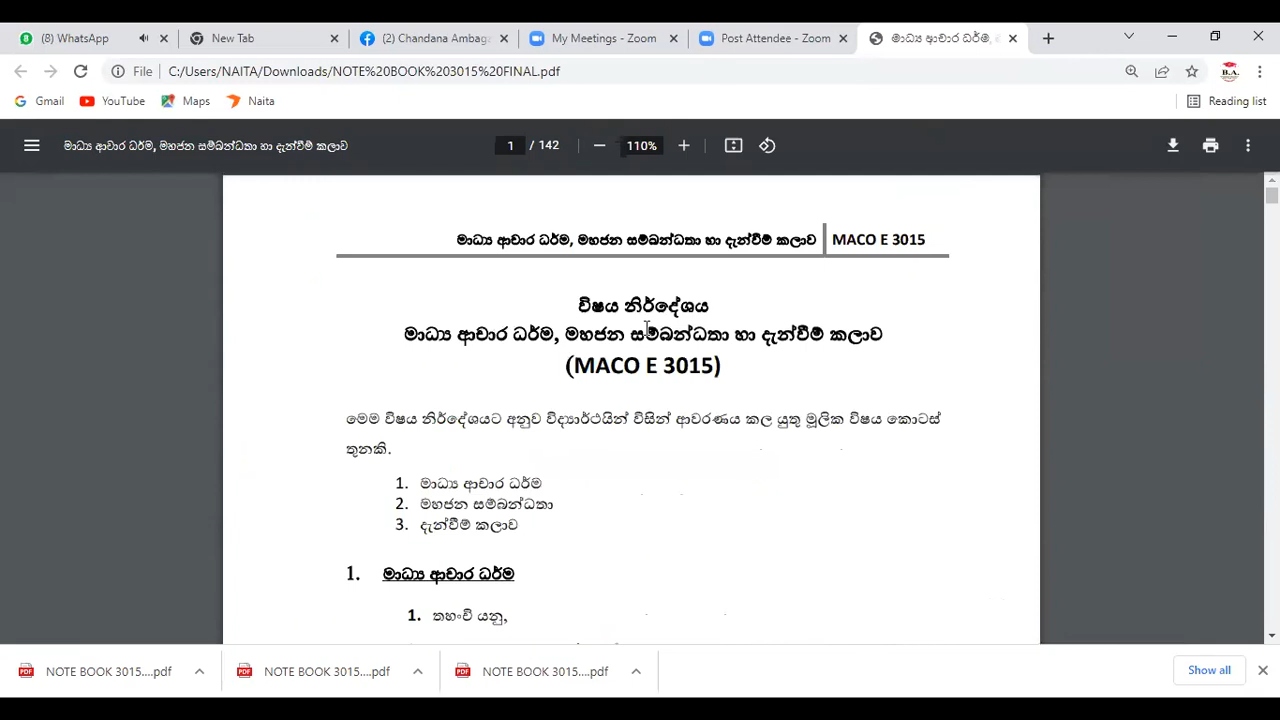 (8) WhatsApp
New Tab
(2) Chandana Ambaga
My Meetings - Zoom
Post Attendee - Zoom
මාධ්‍ය ආචාර ධර්ම,
File
C:/Users/NAITA/Downloads/NOTE%20BOOK%203015%20FINAL.pdf
B.A.
Gmail
YouTube
Maps
Naita
Reading list
මාධ්‍ය ආචාර ධර්ම, මහජන සම්බන්ධතා හා දැන්වීම් කලාව
1 / 142
110%
මාධ්‍ය ආචාර ධර්ම, මහජන සම්බන්ධතා හා දැන්වීම් කලාව MACO E 3015
විෂය නිර්දේශය
මාධ්‍ය ආචාර ධර්ම, මහජන සම්බන්ධතා හා දැන්වීම් කලාව
(MACO E 3015)
මෙම විෂය නිර්දේශයට අනුව විද්‍යාර්ථයින් විසින් ආවරණය කල යුතු මූලික විෂය කොටස්
තුනකි.
1. මාධ්‍ය ආචාර ධර්ම
2. මහජන සම්බන්ධතා
3. දැන්වීම් කලාව
1. මාධ්‍ය ආචාර ධර්ම
1. තහංචි යනු,
NOTE BOOK 3015....pdf
NOTE BOOK 3015....pdf
NOTE BOOK 3015....pdf
Show all